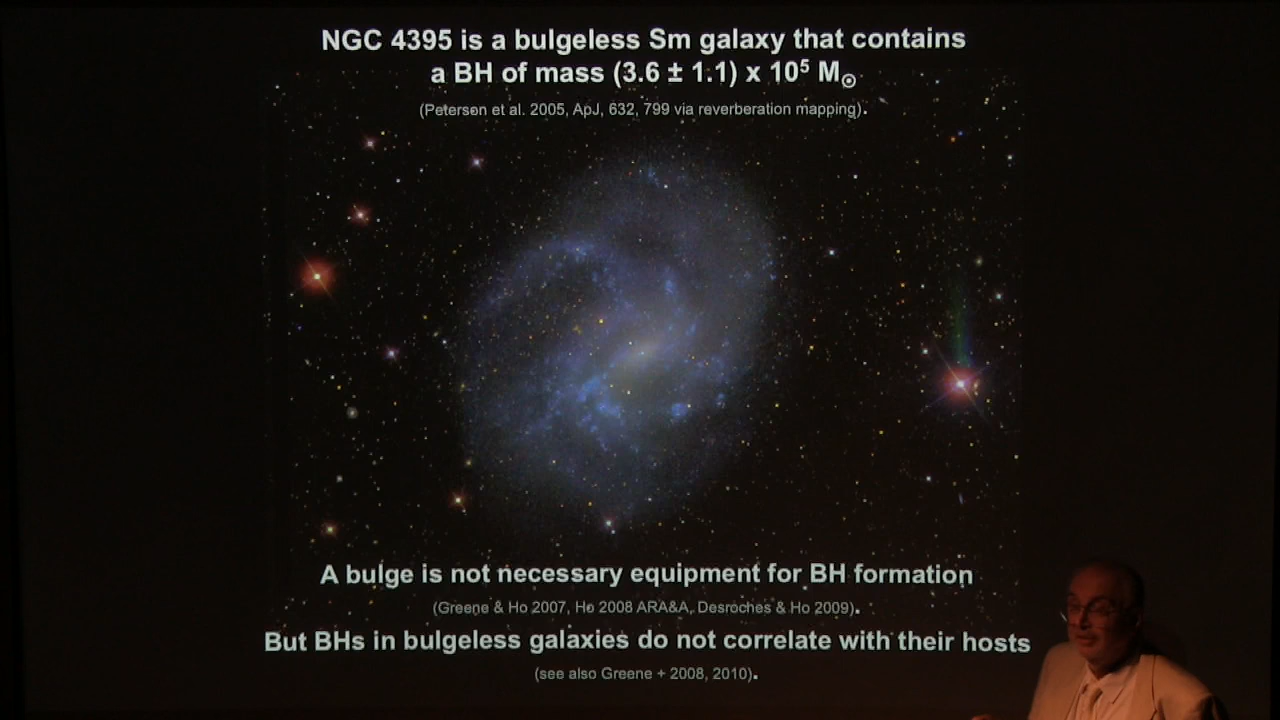 NGC 4395 is a bulgeless Sm galaxy that contains
a BH of mass (3.6 ± 1.1) x 10⁵ M☉
(Peterson et al. 2005, ApJ, 632, 799 via reverberation mapping).
A bulge is not necessary equipment for BH formation
(Greene & Ho 2007, Ho 2008 ARA&A, Desroches & Ho 2009).
But BHs in bulgeless galaxies do not correlate with their hosts
(see also Greene + 2008, 2010).